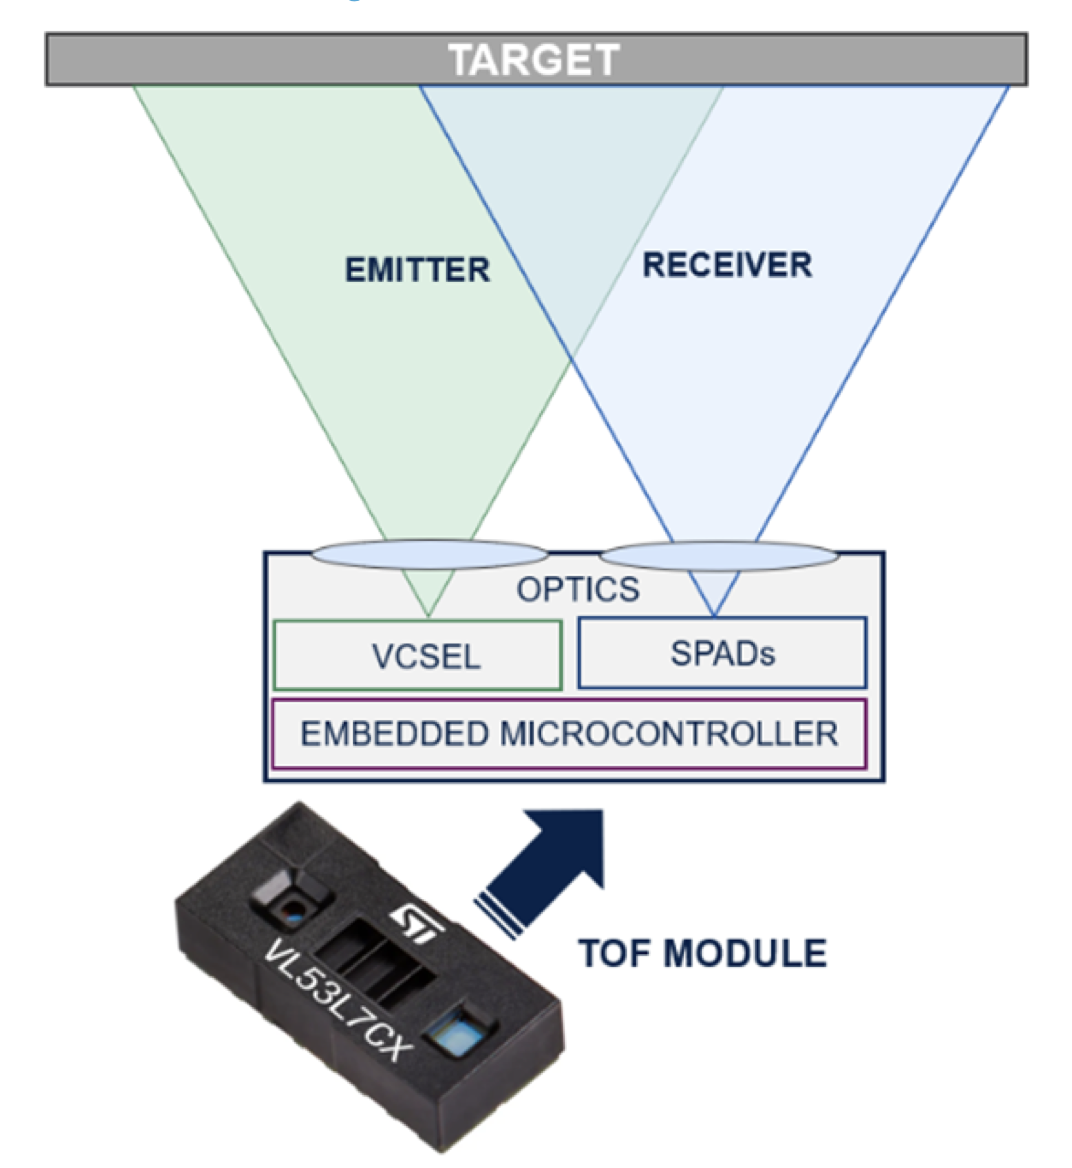 TARGET
EMITTER
RECEIVER
OPTICS
VCSEL
SPADs
EMBEDDED MICROCONTROLLER
ST
VL53L7CX
TOF MODULE